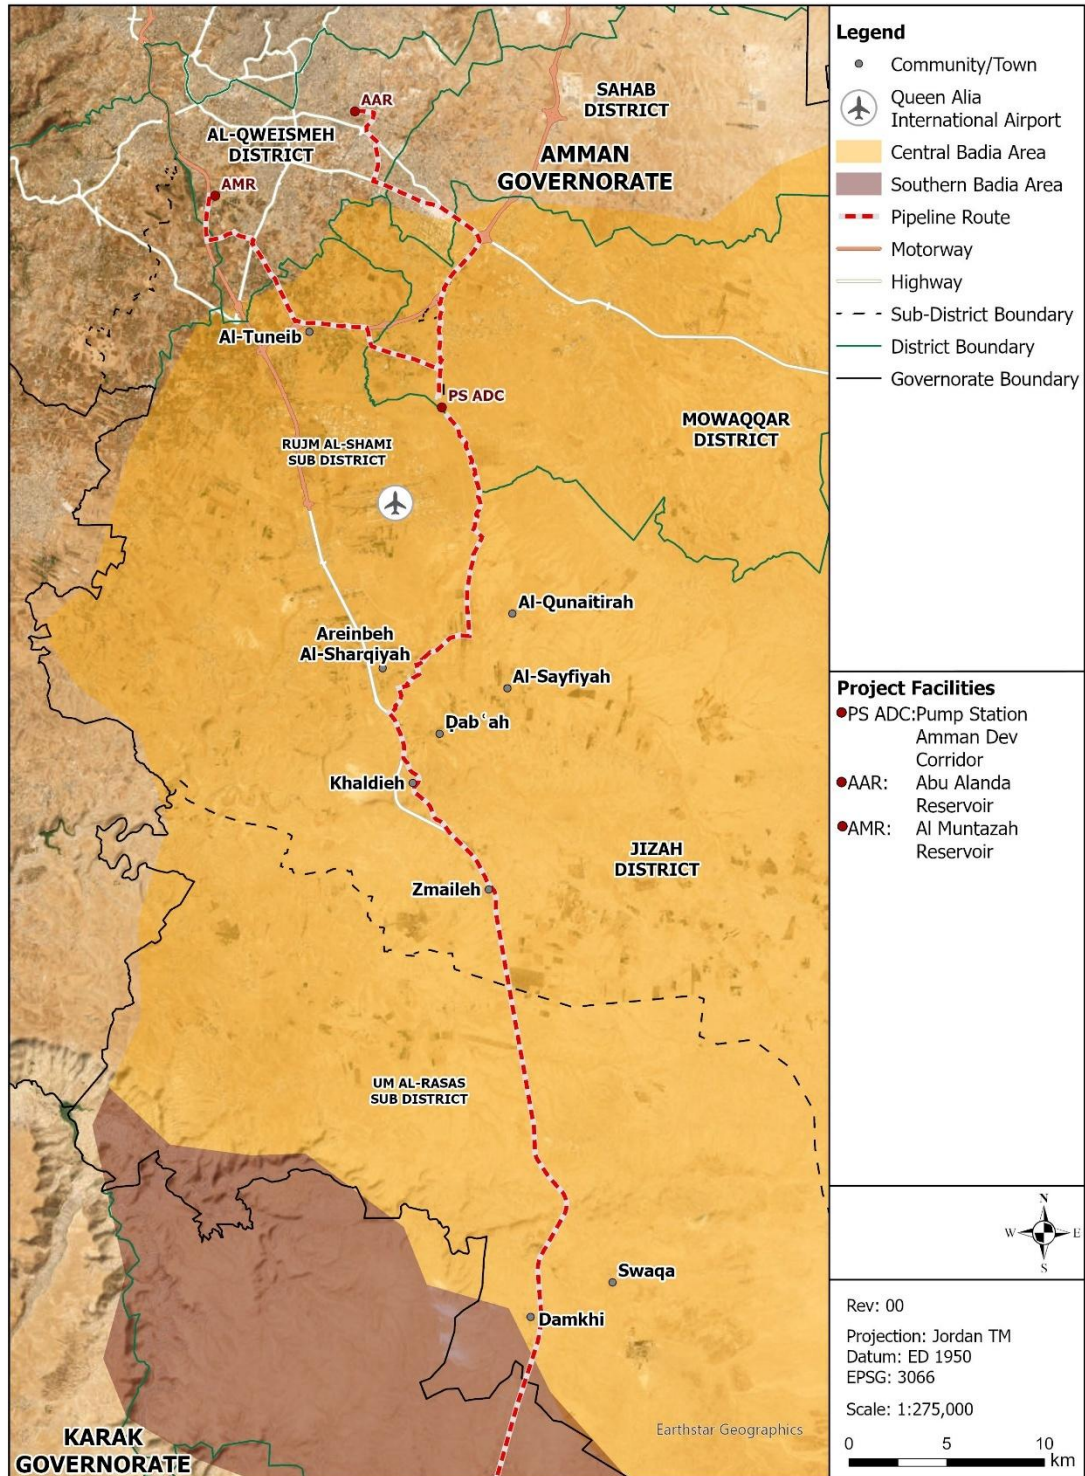 AAR
SAHAB
DISTRICT
AL-QWEISMEH
DISTRICT
AMMAN
GOVERNORATE
AMR
Al-Tuneib
PS ADC
MOWAQQAR
DISTRICT
RUJM AL-SHAMI
SUB DISTRICT
Al-Qunaitirah
Areinbeh
Al-Sharqiyah
Al-Sayfiyah
Ḍabʿah
Khaldieh
JIZAH
DISTRICT
Zmaileh
UM AL-RASAS
SUB DISTRICT
Swaqa
Damkhi
KARAK
GOVERNORATE
Earthstar Geographics
Legend
Community/Town
Queen Alia
International Airport
Central Badia Area
Southern Badia Area
Pipeline Route
Motorway
Highway
Sub-District Boundary
District Boundary
Governorate Boundary
Project Facilities
PS ADC:Pump Station
Amman Dev
Corridor
AAR: Abu Alanda
Reservoir
AMR: Al Muntazah
Reservoir
N
W E
S
Rev: 00
Projection: Jordan TM
Datum: ED 1950
EPSG: 3066
Scale: 1:275,000
0 5 10
km